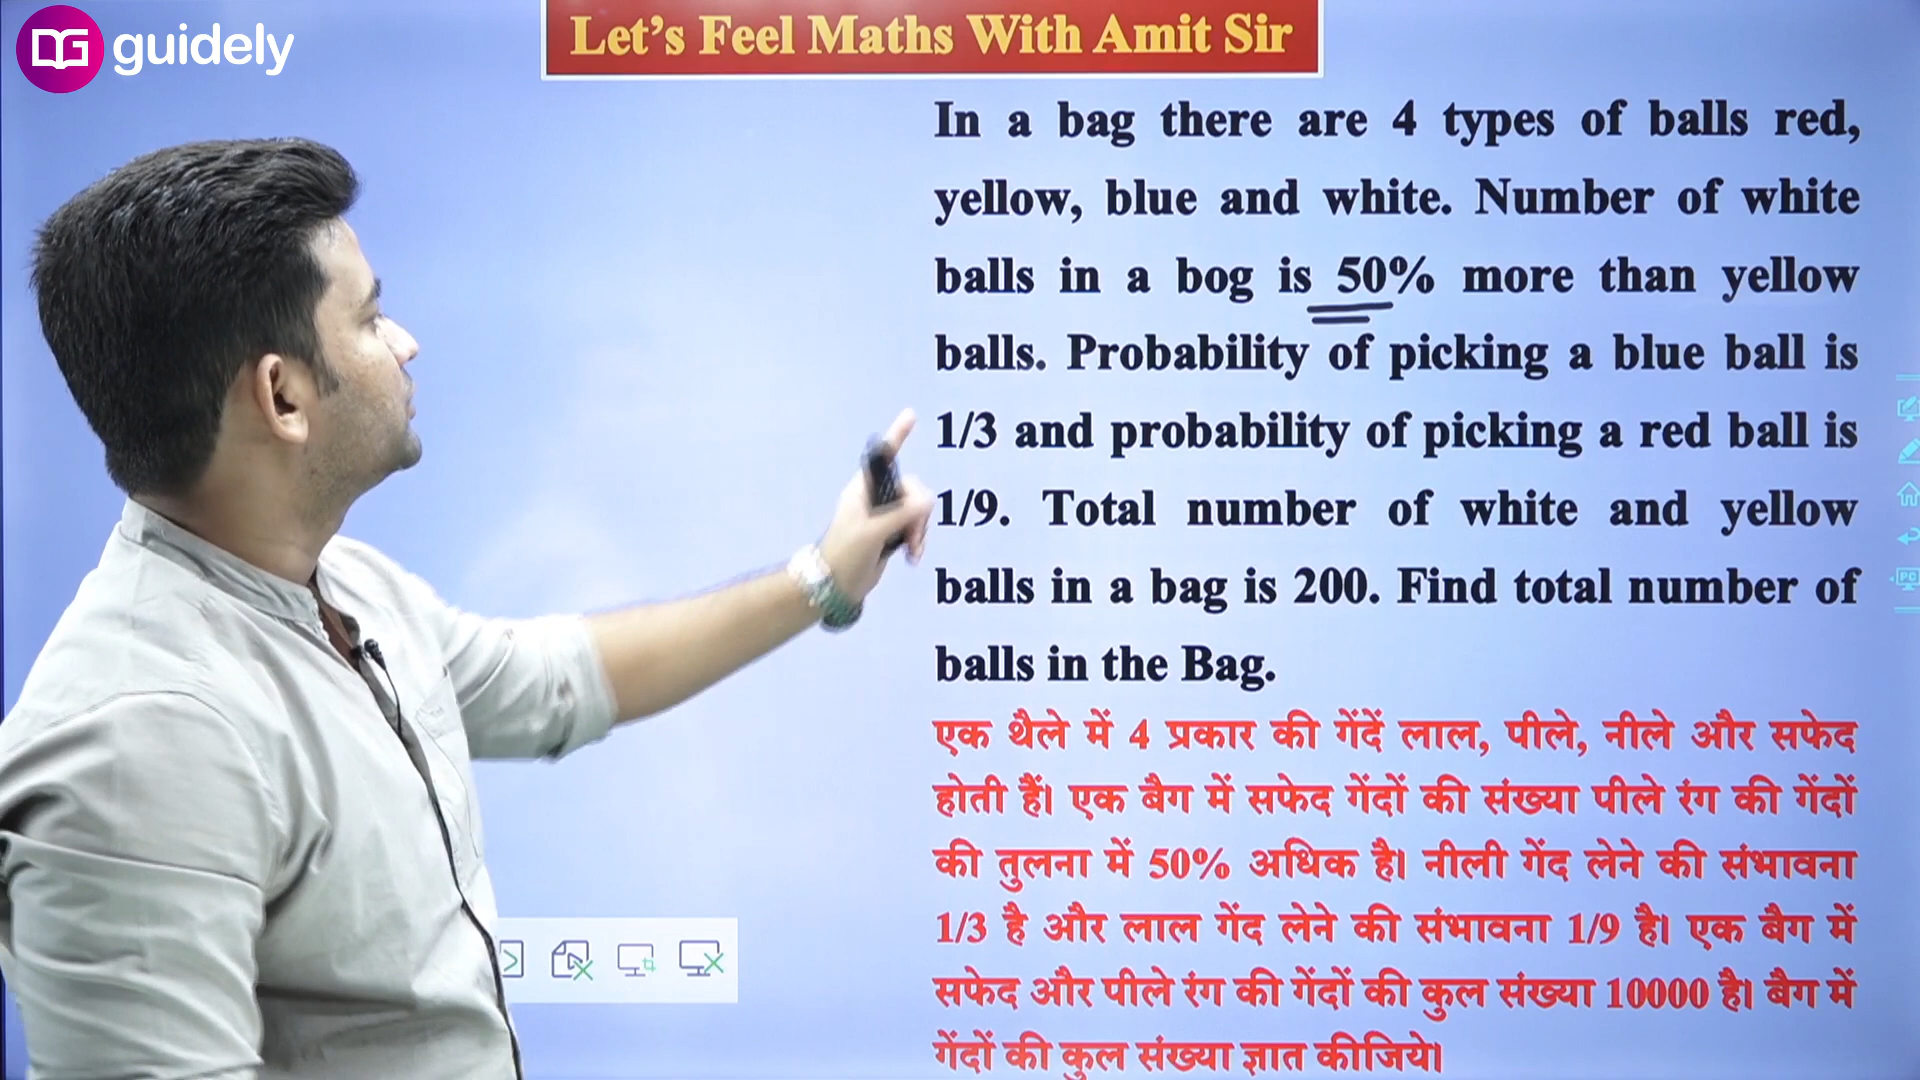 guidely
Let's Feel Maths With Amit Sir
In a bag there are 4 types of balls red,
yellow, blue and white. Number of white
balls in a bog is 50% more than yellow
balls. Probability of picking a blue ball is
1/3 and probability of picking a red ball is
1/9. Total number of white and yellow
balls in a bag is 200. Find total number of
balls in the Bag.
एक थैले में 4 प्रकार की गेंदें लाल, पीले, नीले और सफेद
होती हैं। एक बैग में सफेद गेंदों की संख्या पीले रंग की गेंदों
की तुलना में 50% अधिक है। नीली गेंद लेने की संभावना
1/3 है और लाल गेंद लेने की संभावना 1/9 है। एक बैग में
सफेद और पीले रंग की गेंदों की कुल संख्या 10000 है। बैग में
गेंदों की कुल संख्या ज्ञात कीजिये।
PC